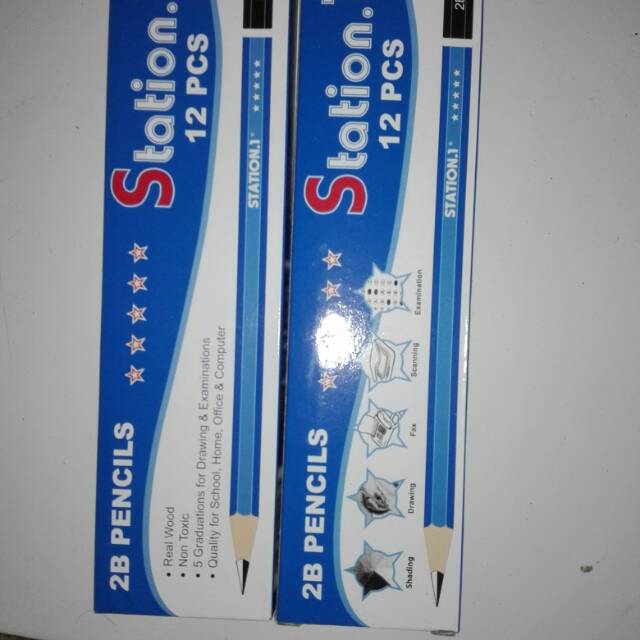 2B PENCILS
Station.
12 PCS
STATION.1®
• Real Wood
• Non Toxic
• 5 Graduations for Drawing & Examinations
• Quality for School, Home, Office & Computer
2B PENCILS
Station.
12 PCS
STATION.1®
Shading
Drawing
Fax
Scanning
Examination